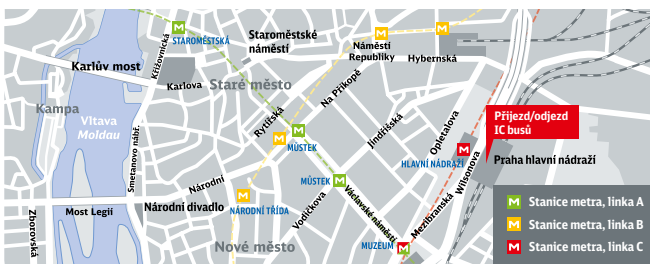 STAROMĚSTSKÁ
Staroměstské
náměstí
Náměstí
Republiky
Hybernská
Křižovnická
Karlův most
Karlova
Staré město
Na Příkopě
Kampa
Vltava
Moldau
Rytířská
Jindřišská
Opletalova
Příjezd/odjezd
IC busů
MŮSTEK
HLAVNÍ NÁDRAŽÍ
Praha hlavní nádraží
Smetanovo nábř.
Národní
MŮSTEK
Wilsonova
Most Legií
Národní divadlo
NÁRODNÍ TŘÍDA
Vodičkova
Václavské náměstí
Mezibranska
Zborovská
Nové město
MUZEUM
M Stanice metra, linka A
M Stanice metra, linka B
M Stanice metra, linka C